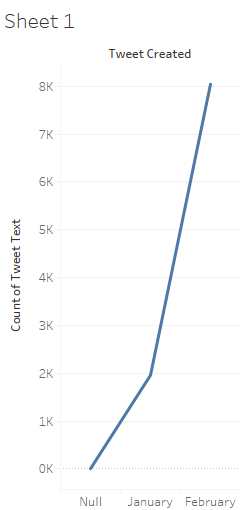 Sheet 1
Tweet Created
Count of Tweet Text
8K
7K
6K
5K
4K
3K
2K
1K
0K
Null January February